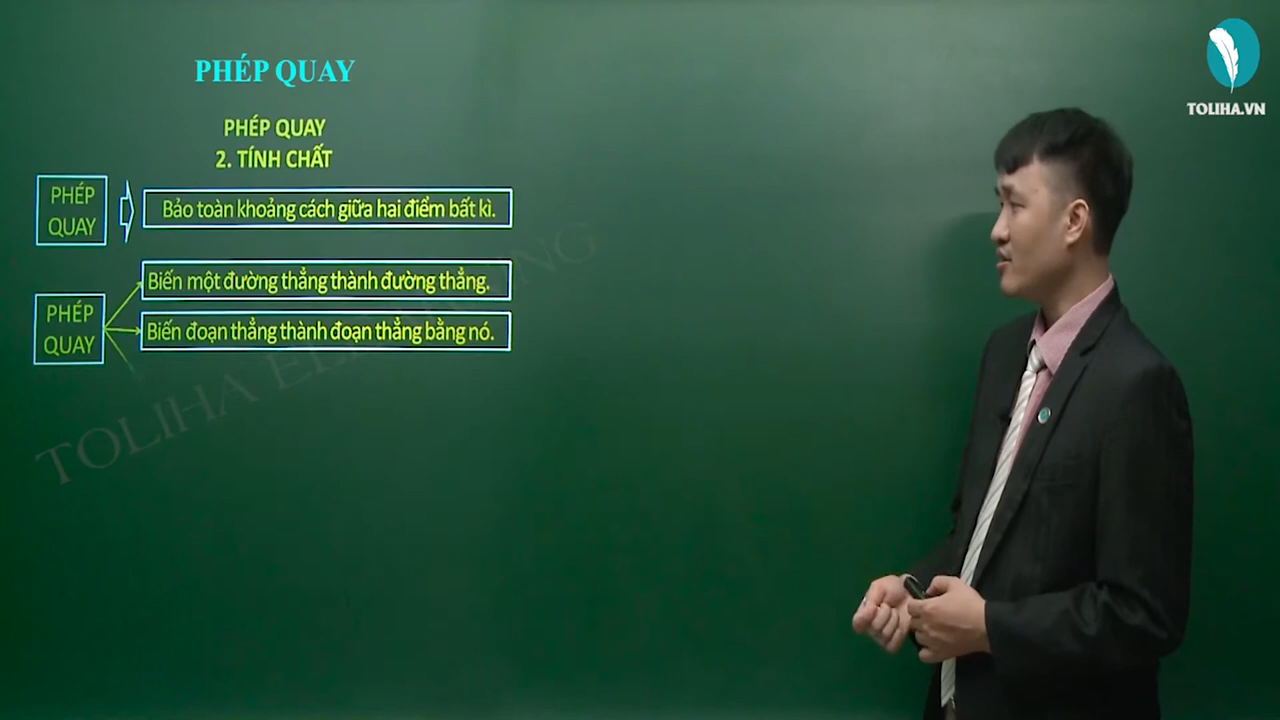 PHÉP QUAY
TOLIHA.VN
PHÉP QUAY
2. TÍNH CHẤT
PHÉP
QUAY
Bảo toàn khoảng cách giữa hai điểm bất kì.
Biến một đường thẳng thành đường thẳng.
PHÉP
QUAY
Biến đoạn thẳng thành đoạn thẳng bằng nó.
TOLIHA